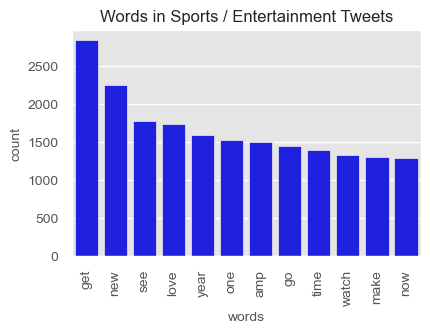 Words in Sports / Entertainment Tweets
count
2500
2000
1500
1000
500
0
get
new
see
love
year
one
amp
go
time
watch
make
now
words